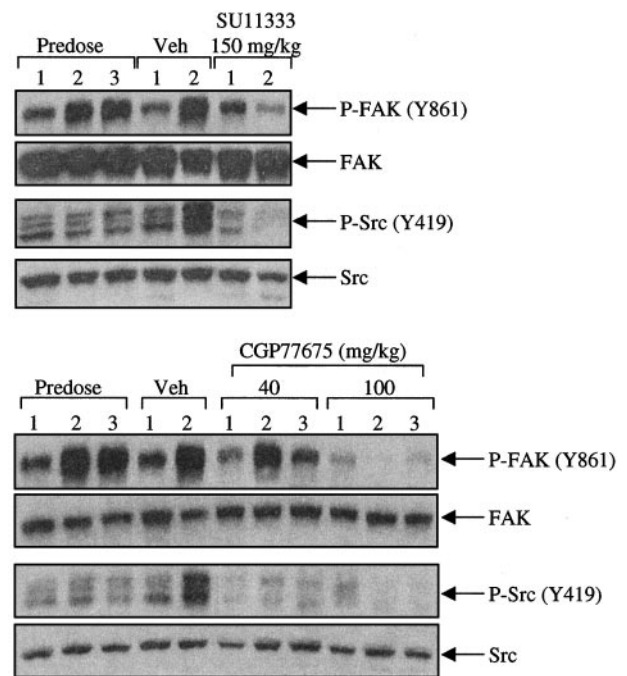 SU11333
Predose Veh 150 mg/kg
1 2 3 1 2 1 2
P-FAK (Y861)
FAK
P-Src (Y419)
Src
CGP77675 (mg/kg)
Predose Veh 40 100
1 2 3 1 2 1 2 3 1 2 3
P-FAK (Y861)
FAK
P-Src (Y419)
Src